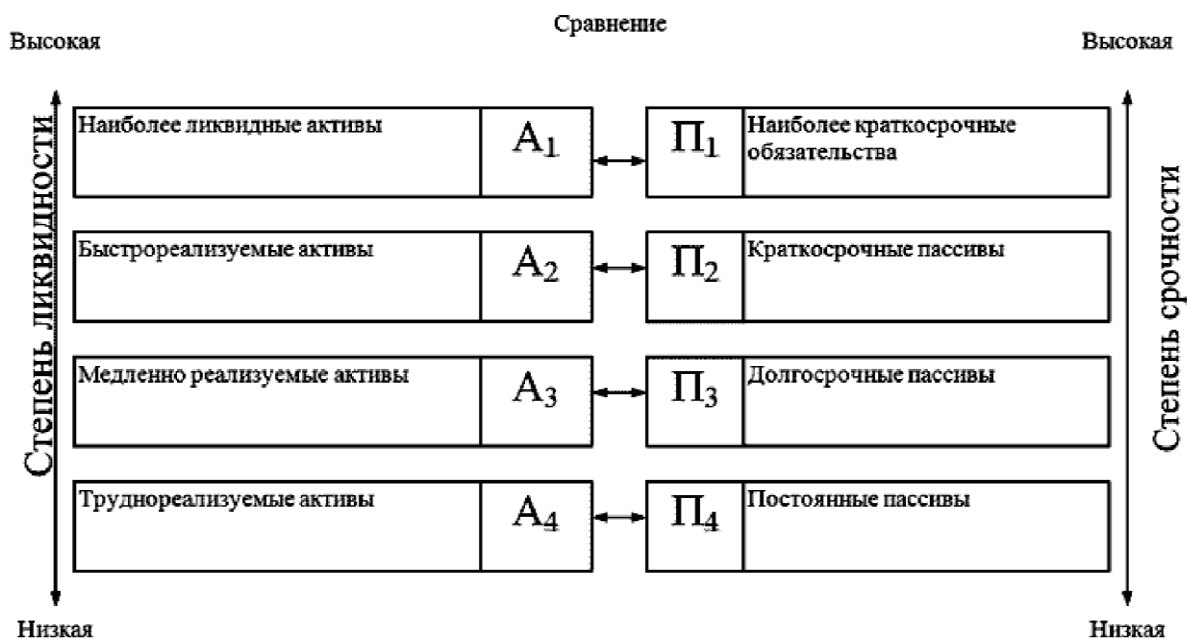 Сравнение
Высокая
Высокая
Степень ликвидности
Степень срочности
Наиболее ликвидные активы
А1
П1
Наиболее краткосрочные
обязательства
Быстрореализуемые активы
А2
П2
Краткосрочные пассивы
Медленно реализуемые активы
А3
П3
Долгосрочные пассивы
Труднореализуемые активы
А4
П4
Постоянные пассивы
Низкая
Низкая